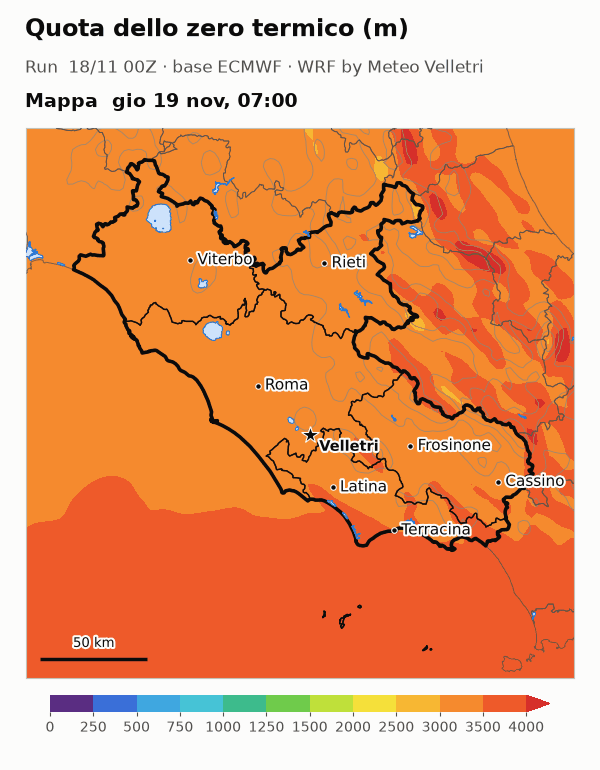 Quota dello zero termico (m)
Run 18/11 00Z · base ECMWF · WRF by Meteo Velletri
Mappa gio 19 nov, 07:00
Viterbo
Rieti
Roma
Velletri
Frosinone
Latina
Cassino
Terracina
50 km
0 250 500 750 1000 1250 1500 2000 2500 3000 3500 4000